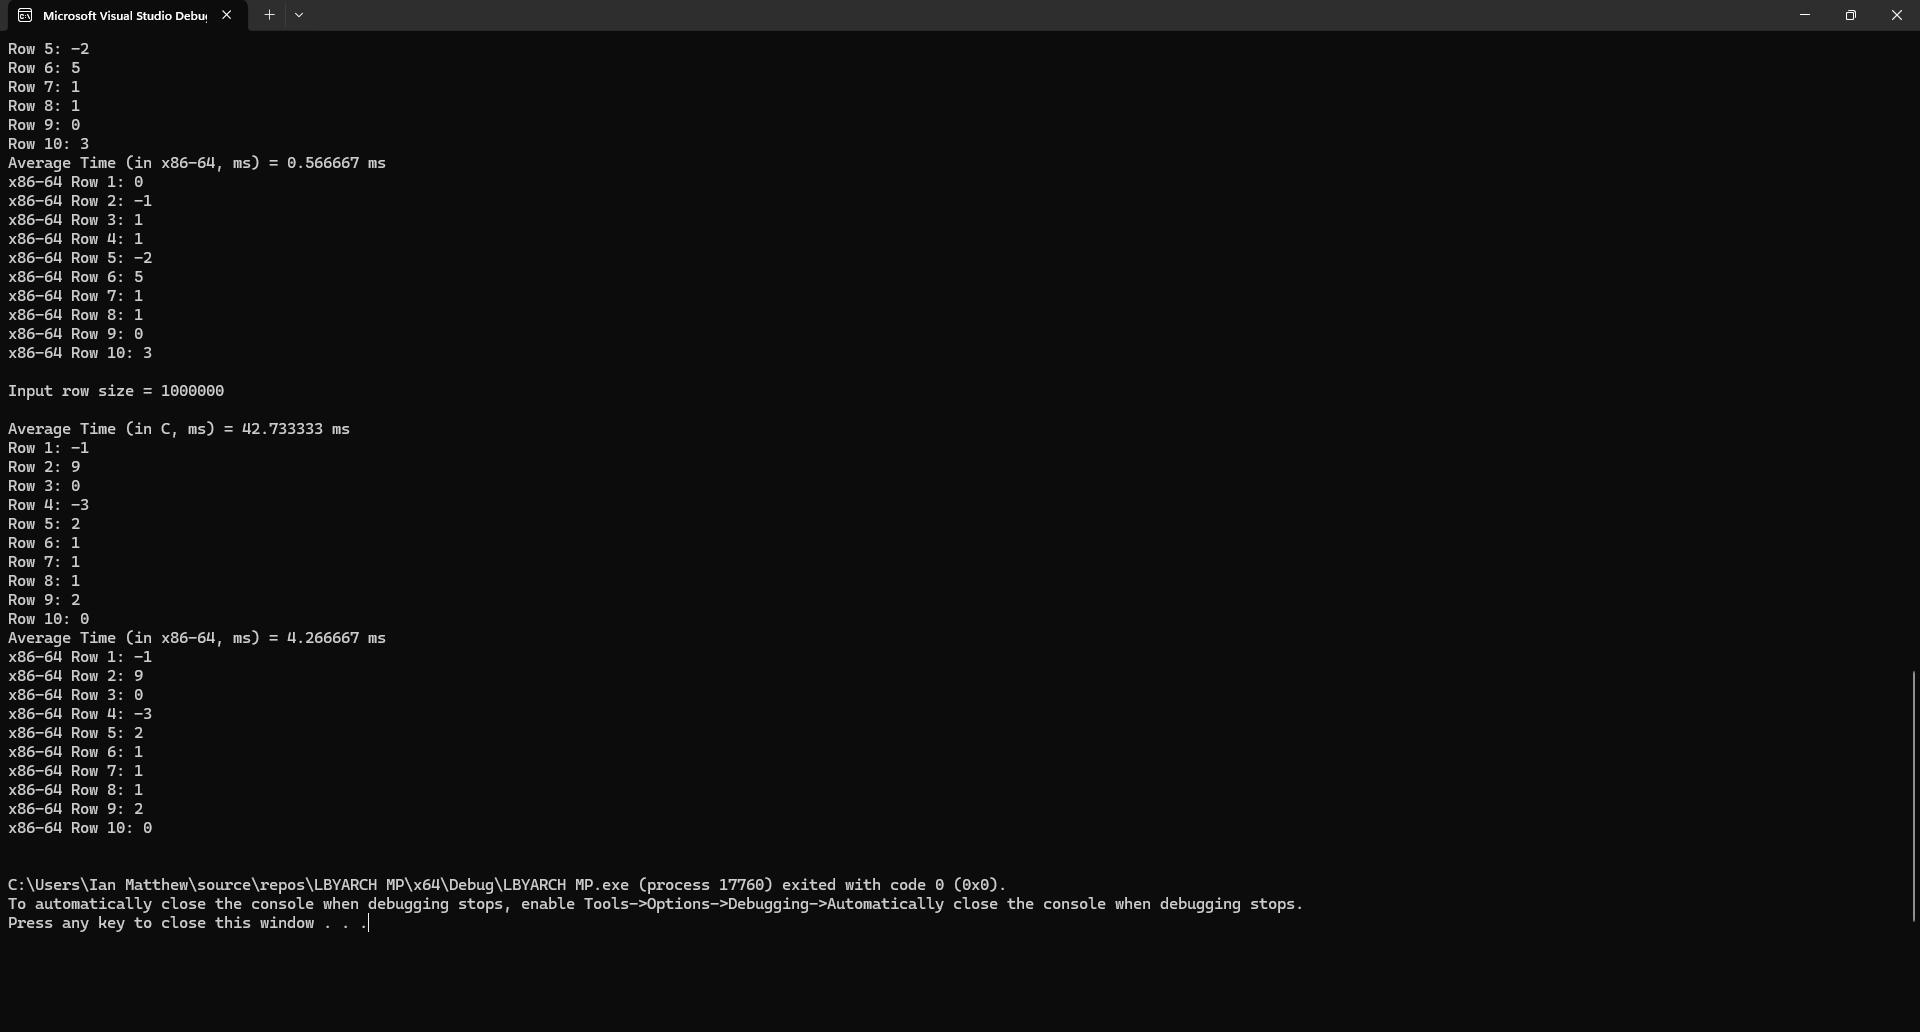 Microsoft Visual Studio Debu
Row 5: -2
Row 6: 5
Row 7: 1
Row 8: 1
Row 9: 0
Row 10: 3
Average Time (in x86-64, ms) = 0.566667 ms
x86-64 Row 1: 0
x86-64 Row 2: -1
x86-64 Row 3: 1
x86-64 Row 4: 1
x86-64 Row 5: -2
x86-64 Row 6: 5
x86-64 Row 7: 1
x86-64 Row 8: 1
x86-64 Row 9: 0
x86-64 Row 10: 3
Input row size = 1000000
Average Time (in C, ms) = 42.733333 ms
Row 1: -1
Row 2: 9
Row 3: 0
Row 4: -3
Row 5: 2
Row 6: 1
Row 7: 1
Row 8: 1
Row 9: 2
Row 10: 0
Average Time (in x86-64, ms) = 4.266667 ms
x86-64 Row 1: -1
x86-64 Row 2: 9
x86-64 Row 3: 0
x86-64 Row 4: -3
x86-64 Row 5: 2
x86-64 Row 6: 1
x86-64 Row 7: 1
x86-64 Row 8: 1
x86-64 Row 9: 2
x86-64 Row 10: 0
C:\Users\Ian Matthew\source\repos\LBYARCH MP\x64\Debug\LBYARCH MP.exe (process 17760) exited with code 0 (0x0).
To automatically close the console when debugging stops, enable Tools->Options->Debugging->Automatically close the console when debugging stops.
Press any key to close this window . . .